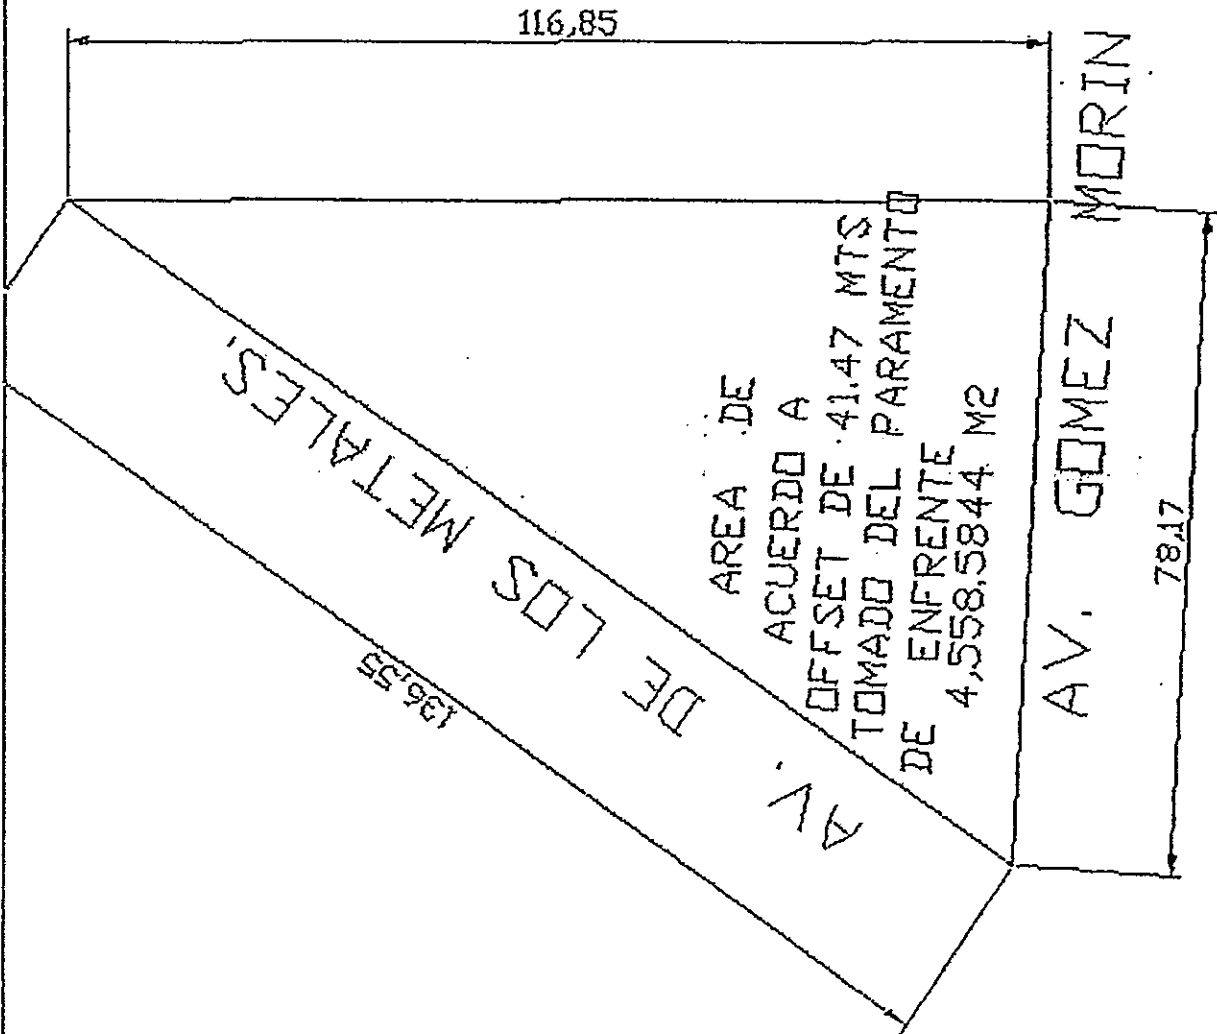 116,85
AV. DE LOS METALES.
136,55
AREA DE
ACUERDO A
OFFSET DE 41.47 MTS
TOMADO DEL PARAMENTO
DE ENFRENTE
4,558.5844 M2
AV. GOMEZ MORIN
78,17